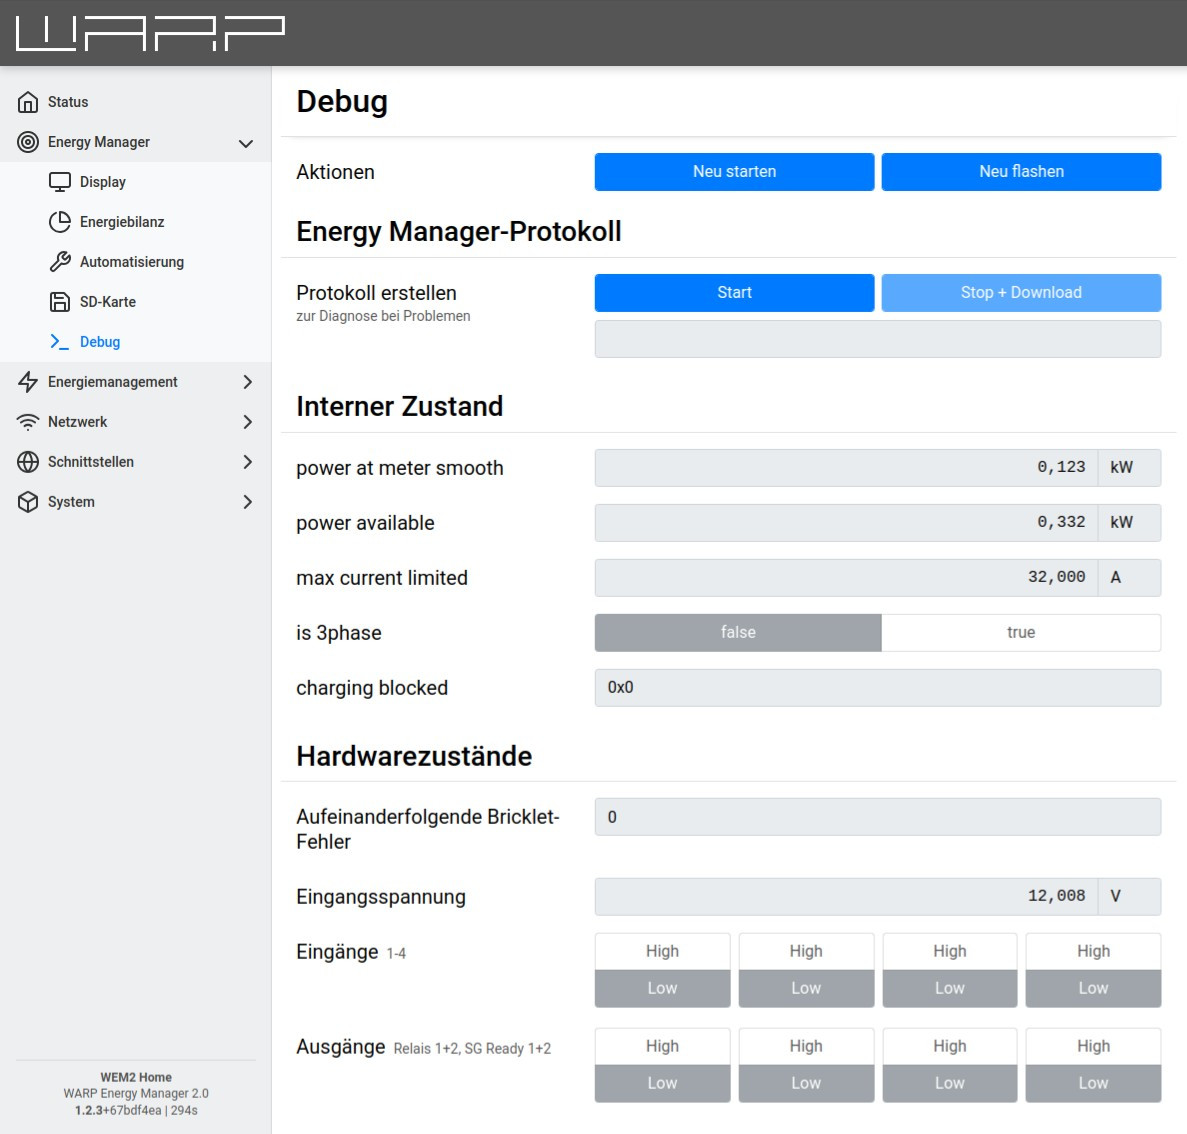 WARP
Status
Energy Manager
Display
Energiebilanz
Automatisierung
SD-Karte
Debug
Energiemanagement
Netzwerk
Schnittstellen
System
WEM2 Home
WARP Energy Manager 2.0
1.2.3+67bdf4ea | 294s
Debug
Aktionen
Neu starten Neu flashen
Energy Manager-Protokoll
Protokoll erstellen
zur Diagnose bei Problemen
Start Stop + Download
Interner Zustand
power at meter smooth 0,123 kW
power available 0,332 kW
max current limited 32,000 A
is 3phase false true
charging blocked 0x0
Hardwarezustände
Aufeinanderfolgende Bricklet-
Fehler
0
Eingangsspannung 12,008 V
Eingänge 1-4 High High High High
Low Low Low Low
Ausgänge Relais 1+2, SG Ready 1+2 High High High High
Low Low Low Low